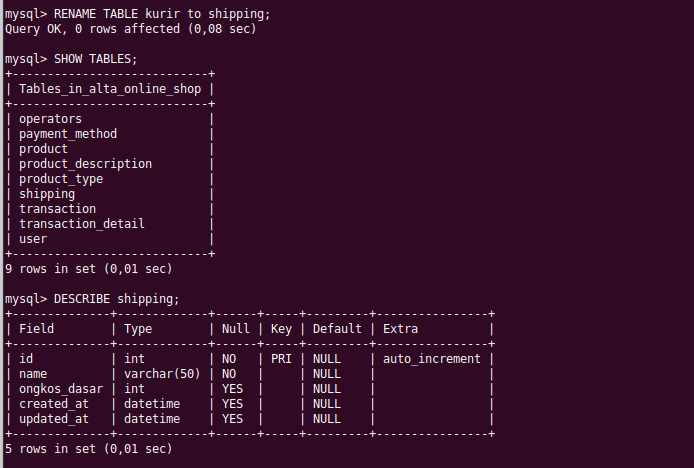 mysql> RENAME TABLE kurir to shipping;
Query OK, 0 rows affected (0,08 sec)
mysql> SHOW TABLES;
+----------------------------+
| Tables_in_alta_online_shop |
+----------------------------+
| operators                  |
| payment_method             |
| product                    |
| product_description        |
| product_type               |
| shipping                   |
| transaction                |
| transaction_detail         |
| user                       |
+----------------------------+
9 rows in set (0,01 sec)
mysql> DESCRIBE shipping;
+--------------+-------------+------+-----+---------+----------------+
| Field        | Type        | Null | Key | Default | Extra          |
+--------------+-------------+------+-----+---------+----------------+
| id           | int         | NO   | PRI | NULL    | auto_increment |
| name         | varchar(50) | NO   |     | NULL    |                |
| ongkos_dasar | int         | YES  |     | NULL    |                |
| created_at   | datetime    | YES  |     | NULL    |                |
| updated_at   | datetime    | YES  |     | NULL    |                |
+--------------+-------------+------+-----+---------+----------------+
5 rows in set (0,01 sec)